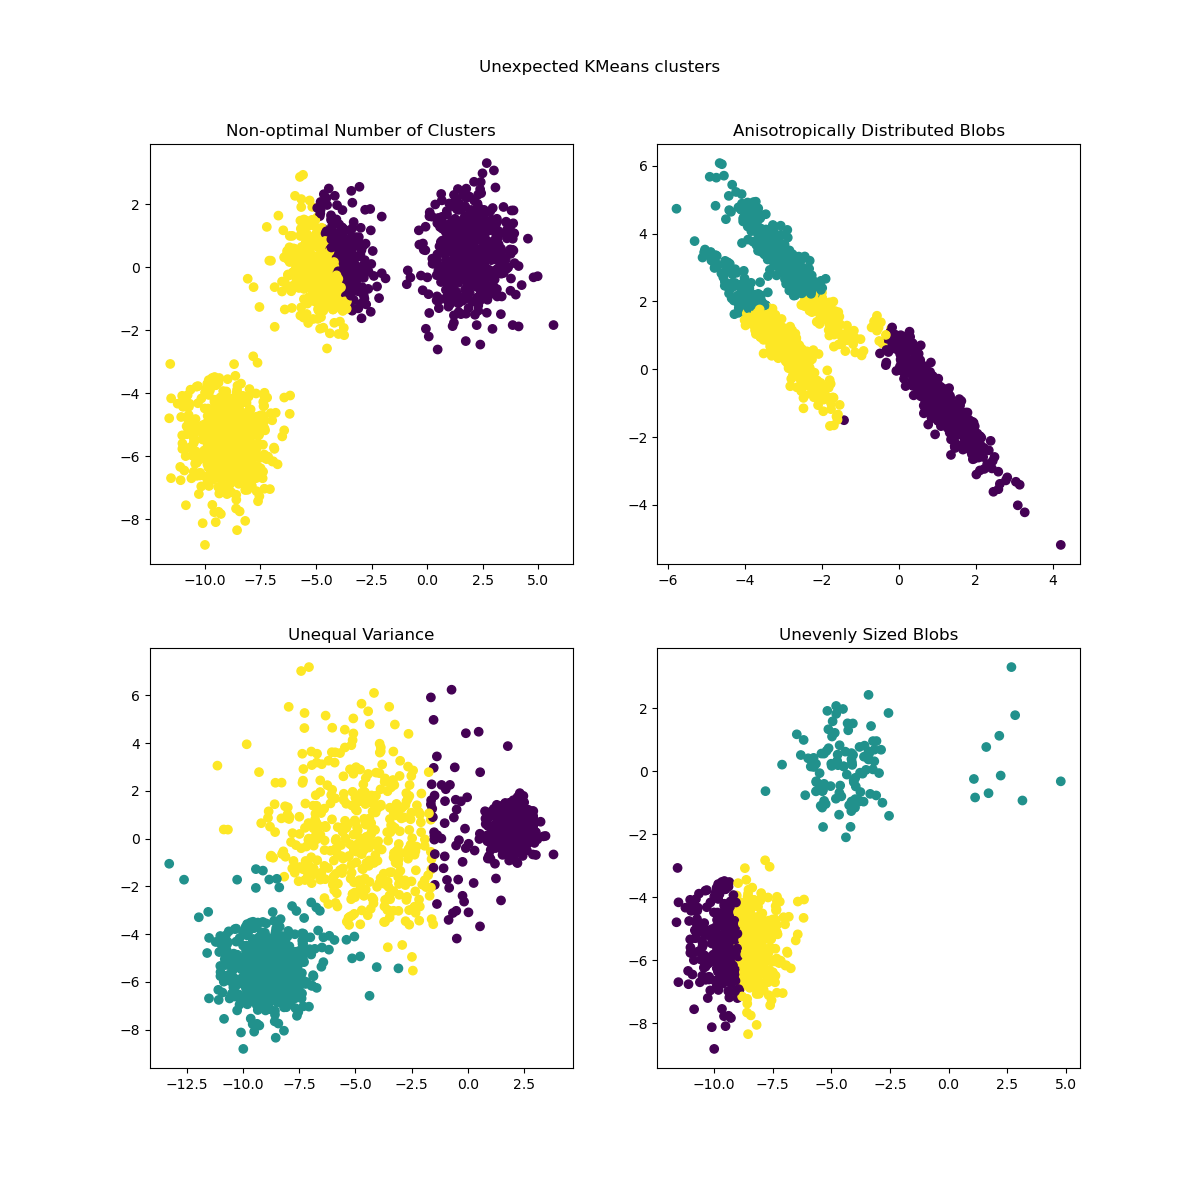 Unexpected KMeans clusters
Non-optimal Number of Clusters
2
0
−2
−4
−6
−8
−10.0 −7.5 −5.0 −2.5 0.0 2.5 5.0
Anisotropically Distributed Blobs
6
4
2
0
−2
−4
−6 −4 −2 0 2 4
Unequal Variance
6
4
2
0
−2
−4
−6
−8
−12.5 −10.0 −7.5 −5.0 −2.5 0.0 2.5
Unevenly Sized Blobs
2
0
−2
−4
−6
−8
−10.0 −7.5 −5.0 −2.5 0.0 2.5 5.0